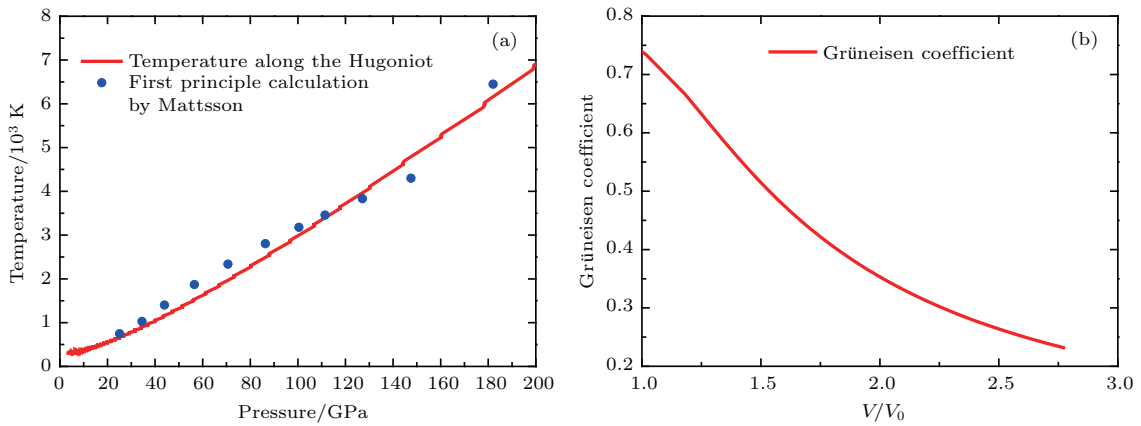 (a)
Temperature along the Hugoniot
First principle calculation
by Mattsson
Temperature/10³ K
8
7
6
5
4
3
2
1
0
0 20 40 60 80 100 120 140 160 180 200
Pressure/GPa
(b)
Grüneisen coefficient
Grüneisen coefficient
0.8
0.7
0.6
0.5
0.4
0.3
0.2
1.0 1.5 2.0 2.5 3.0
V/V₀